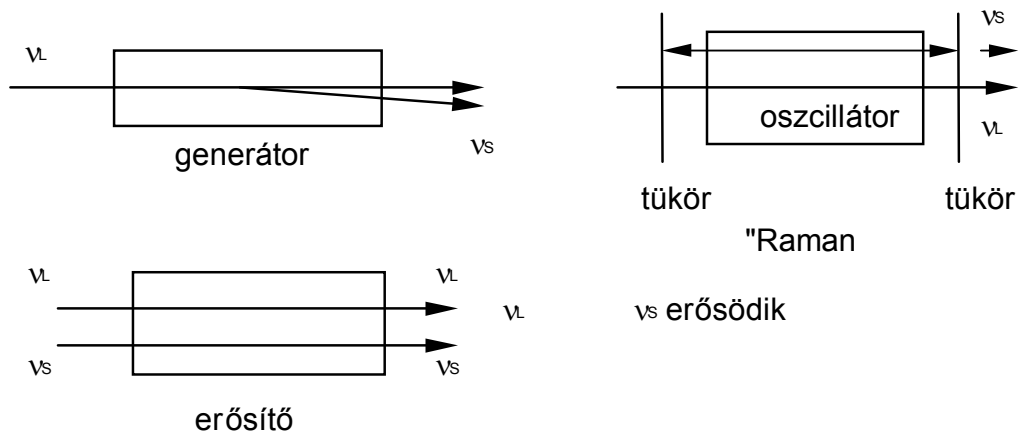 νL
generátor
νS
νS
oszcillátor
νL
tükör
tükör
"Raman
νL
νL
νL
νS erősödik
νS
νS
erősítő